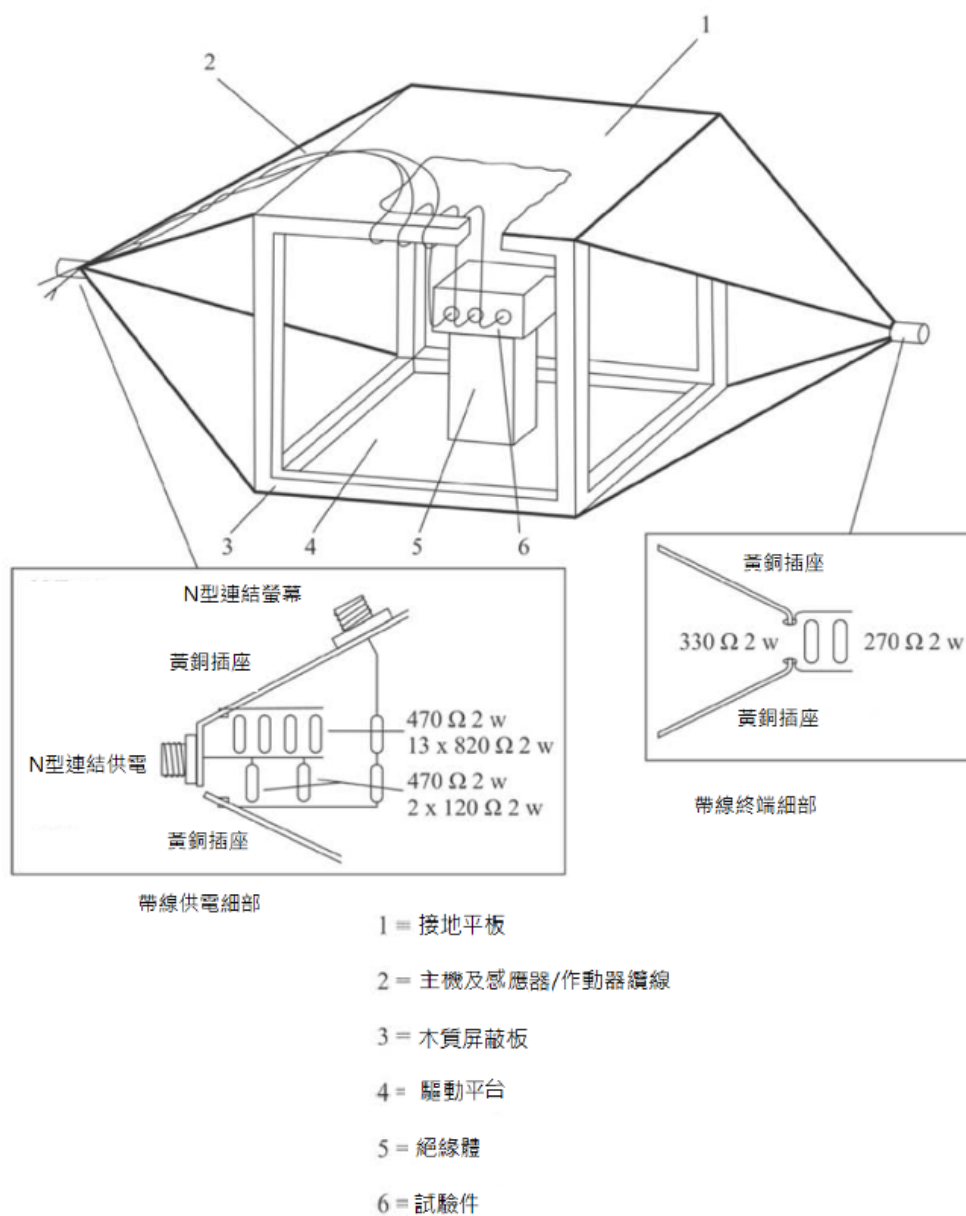 1
2
3
4
5
6
N型連結螢幕
黃銅插座
N型連結供電
470 Ω 2 w
13 x 820 Ω 2 w
470 Ω 2 w
2 x 120 Ω 2 w
黃銅插座
帶線供電細部
黃銅插座
330 Ω 2 w
270 Ω 2 w
黃銅插座
帶線終端細部
1 = 接地平板
2 = 主機及感應器/作動器纜線
3 = 木質屏蔽板
4 = 驅動平台
5 = 絕緣體
6 = 試驗件